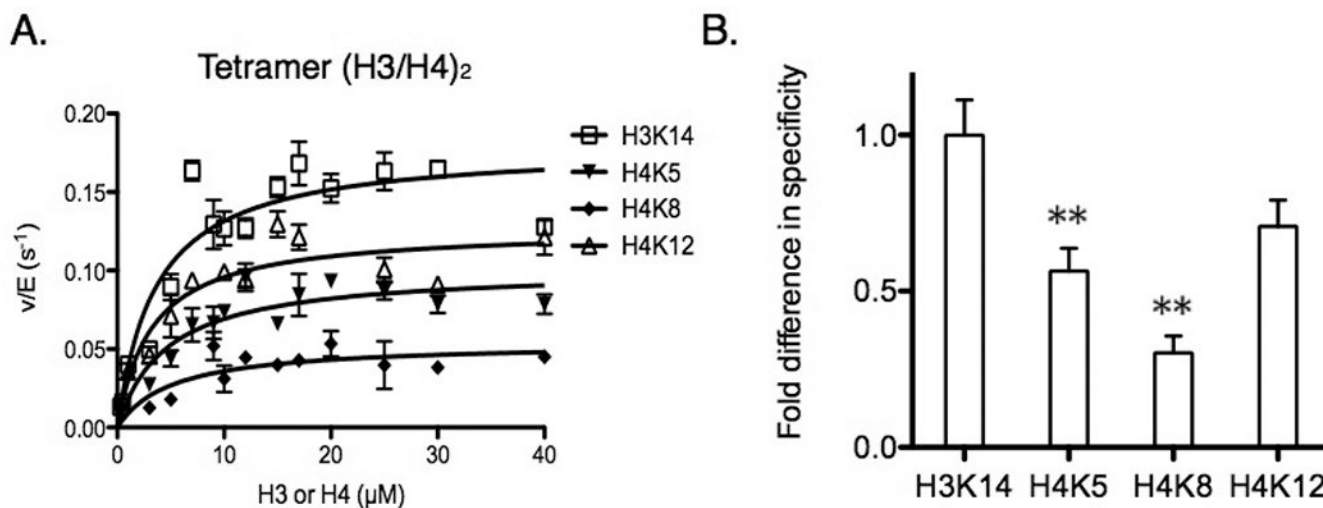 A.
Tetramer (H3/H4)2
v/E (s-1)
0.20
0.15
0.10
0.05
0.00
0
10
20
30
40
H3 or H4 (μM)
H3K14
H4K5
H4K8
H4K12
B.
Fold difference in specificity
1.0
0.5
0.0
**
**
H3K14
H4K5
H4K8
H4K12